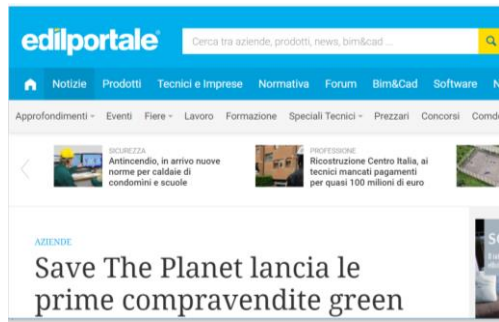 edilportale
Cerca tra aziende, prodotti, news, bim&cad ...
Notizie Prodotti Tecnici e Imprese Normativa Forum Bim&Cad Software
Approfondimenti Eventi Fiere Lavoro Formazione Speciali Tecnici Prezzari Concorsi
SICUREZZA
Antincendio, in arrivo nuove
norme per caldaie di
condomini e scuole
PROFESSIONE
Ricostruzione Centro Italia, ai
tecnici mancati pagamenti
per quasi 100 milioni di euro
AZIENDE
Save The Planet lancia le
prime compravendite green